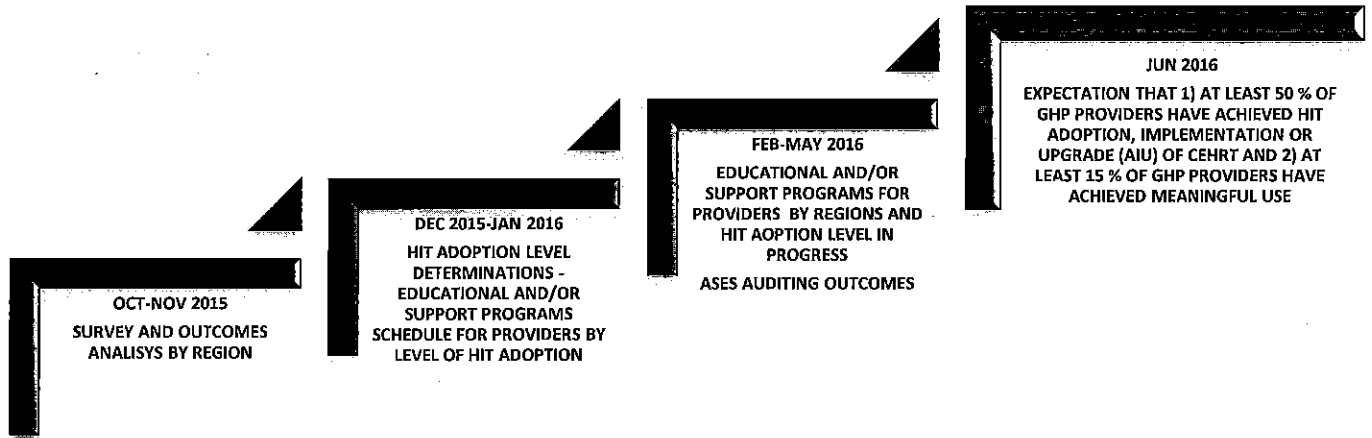 OCT-NOV 2015
SURVEY AND OUTCOMES
ANALISYS BY REGION
DEC 2015-JAN 2016
HIT ADOPTION LEVEL
DETERMINATIONS -
EDUCATIONAL AND/OR
SUPPORT PROGRAMS
SCHEDULE FOR PROVIDERS BY
LEVEL OF HIT ADOPTION
FEB-MAY 2016
EDUCATIONAL AND/OR
SUPPORT PROGRAMS FOR
PROVIDERS BY REGIONS AND
HIT AOPTION LEVEL IN
PROGRESS
ASES AUDITING OUTCOMES
JUN 2016
EXPECTATION THAT 1) AT LEAST 50 % OF
GHP PROVIDERS HAVE ACHIEVED HIT
ADOPTION, IMPLEMENTATION OR
UPGRADE (AIU) OF CEHRT AND 2) AT
LEAST 15 % OF GHP PROVIDERS HAVE
ACHIEVED MEANINGFUL USE